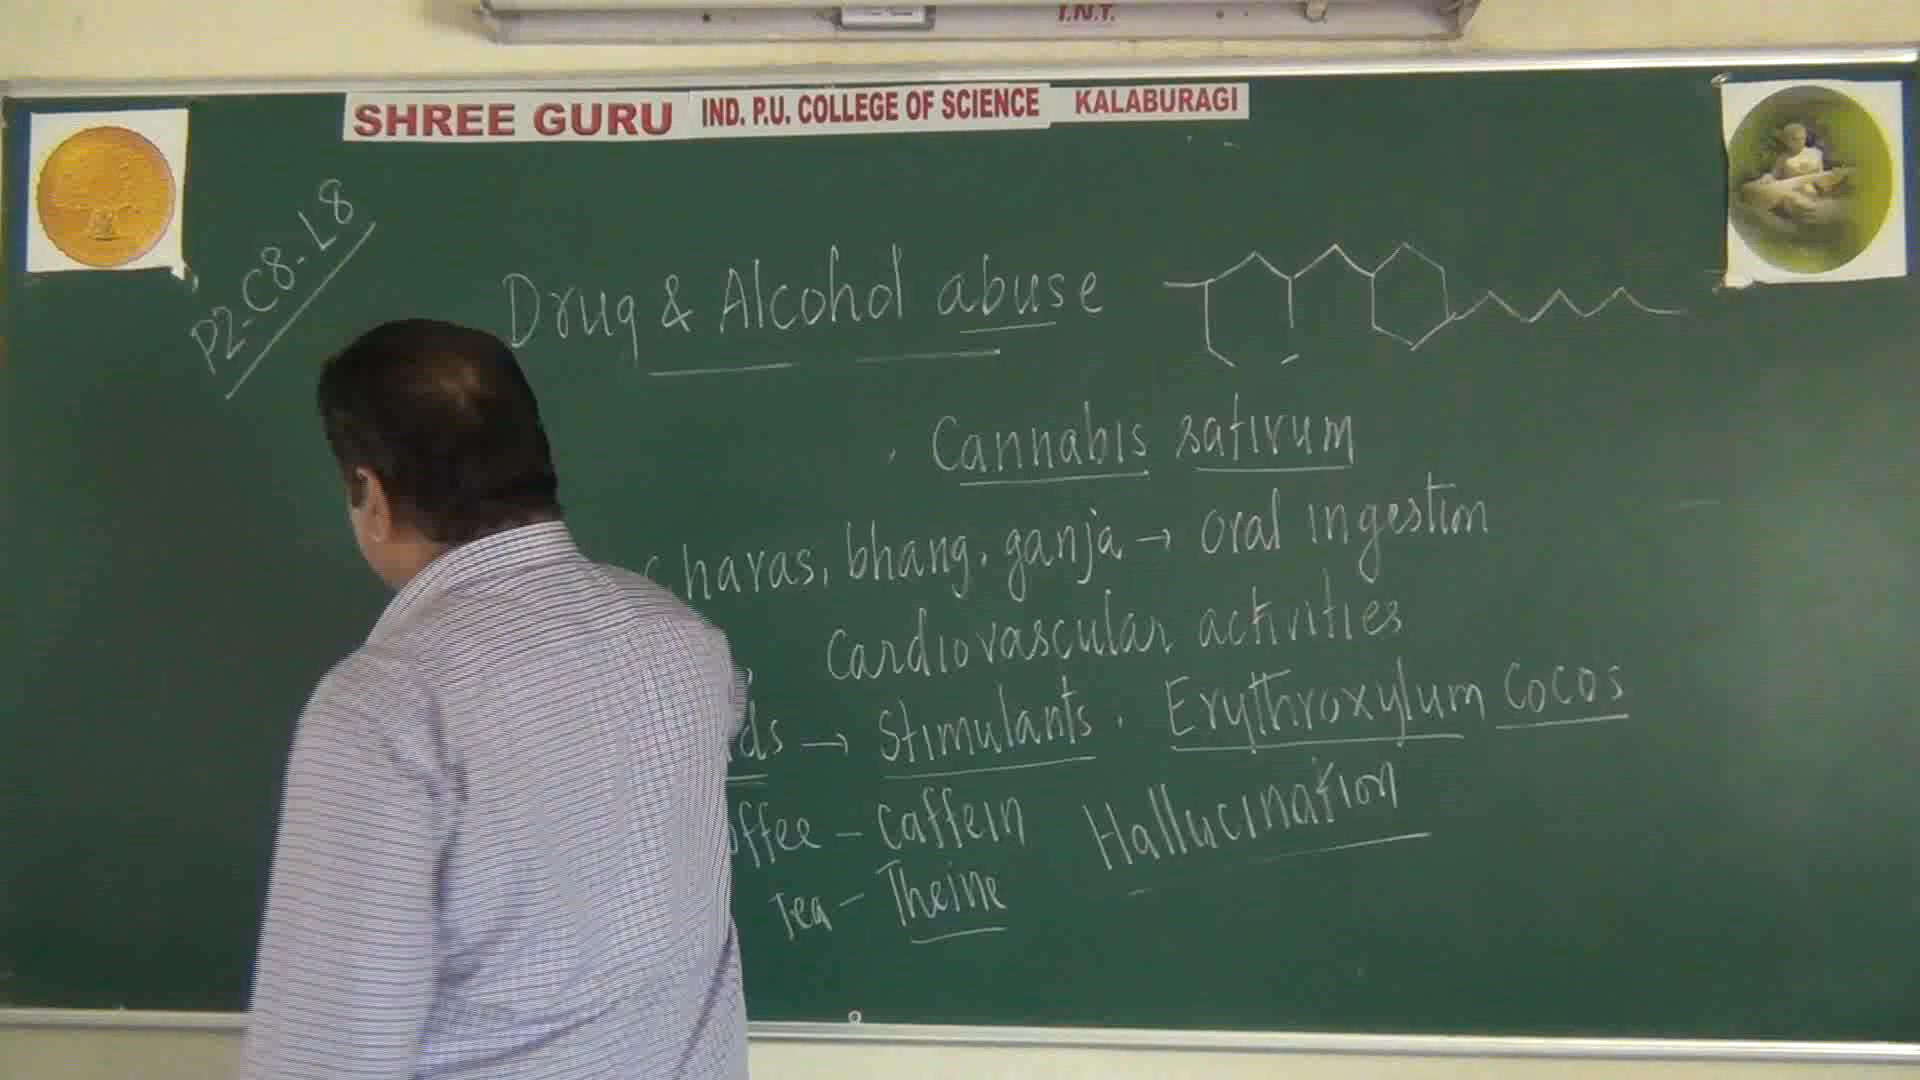 I.N.T.
SHREE GURU IND. P.U. COLLEGE OF SCIENCE KALABURAGI
P2-C8-L8
Drug & Alcohol abuse
Cannabis sativum
Charas, bhang, ganja → oral ingestion
Cardiovascular activities
ds → Stimulants. Erythroxylum cocos
offee - Caffein Hallucination
Tea - Theine